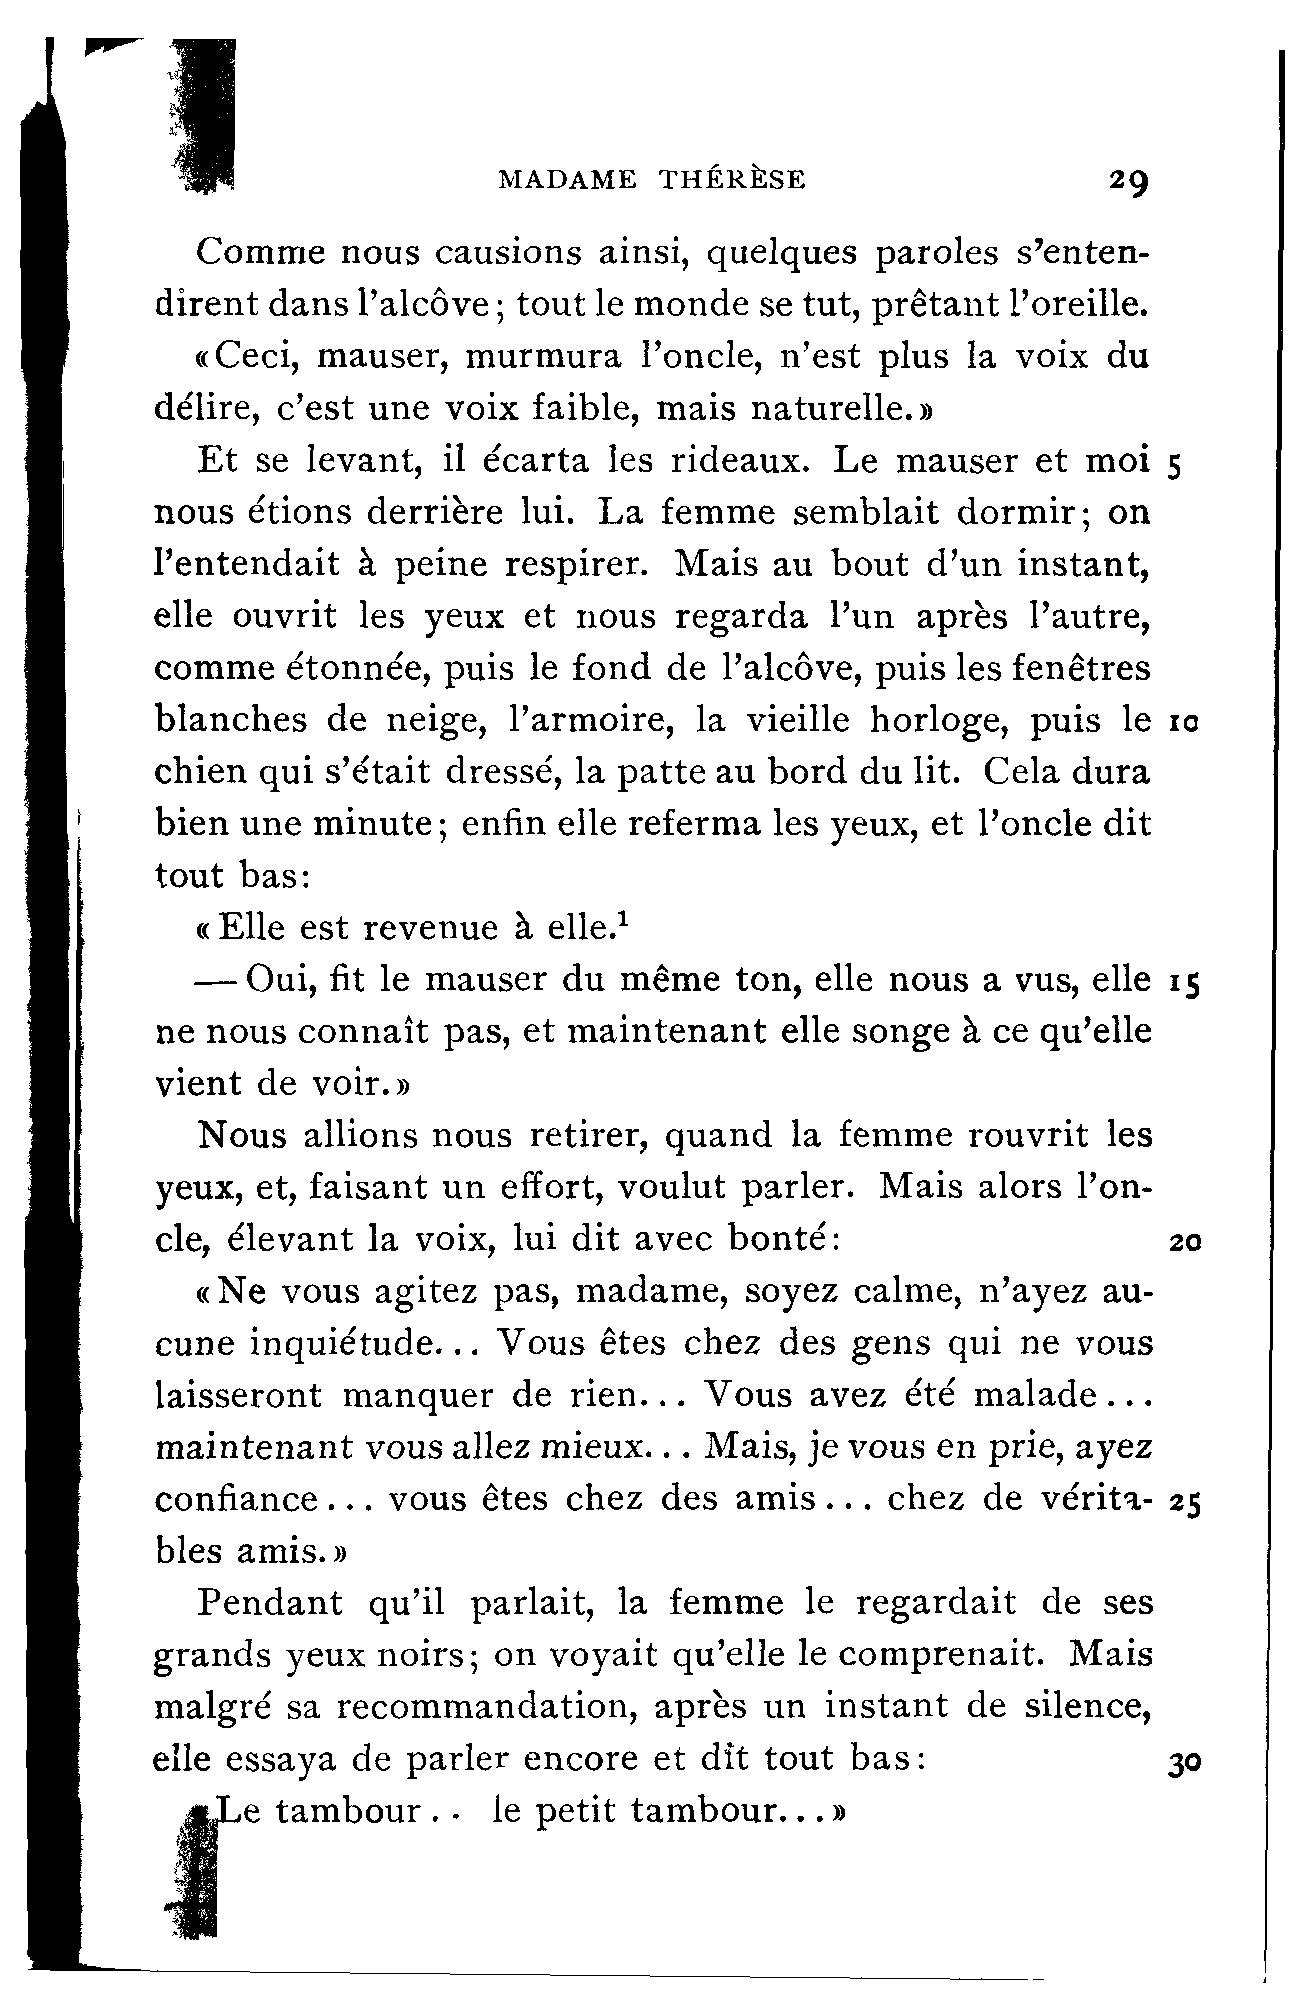 MADAME THÉRÈSE 29
Comme nous causions ainsi, quelques paroles s'enten-
dirent dans l'alcôve; tout le monde se tut, prêtant l'oreille.
«Ceci, mauser, murmura l'oncle, n'est plus la voix du
délire, c'est une voix faible, mais naturelle.»
Et se levant, il écarta les rideaux. Le mauser et moi 5
nous étions derrière lui. La femme semblait dormir; on
l'entendait à peine respirer. Mais au bout d'un instant,
elle ouvrit les yeux et nous regarda l'un après l'autre,
comme étonnée, puis le fond de l'alcôve, puis les fenêtres
blanches de neige, l'armoire, la vieille horloge, puis le 10
chien qui s'était dressé, la patte au bord du lit. Cela dura
bien une minute; enfin elle referma les yeux, et l'oncle dit
tout bas:
«Elle est revenue à elle.¹
— Oui, fit le mauser du même ton, elle nous a vus, elle 15
ne nous connaît pas, et maintenant elle songe à ce qu'elle
vient de voir.»
Nous allions nous retirer, quand la femme rouvrit les
yeux, et, faisant un effort, voulut parler. Mais alors l'on-
cle, élevant la voix, lui dit avec bonté: 20
«Ne vous agitez pas, madame, soyez calme, n'ayez au-
cune inquiétude... Vous êtes chez des gens qui ne vous
laisseront manquer de rien... Vous avez été malade...
maintenant vous allez mieux... Mais, je vous en prie, ayez
confiance... vous êtes chez des amis... chez de vérita- 25
bles amis.»
Pendant qu'il parlait, la femme le regardait de ses
grands yeux noirs; on voyait qu'elle le comprenait. Mais
malgré sa recommandation, après un instant de silence,
elle essaya de parler encore et dit tout bas: 30
Le tambour.. le petit tambour...»